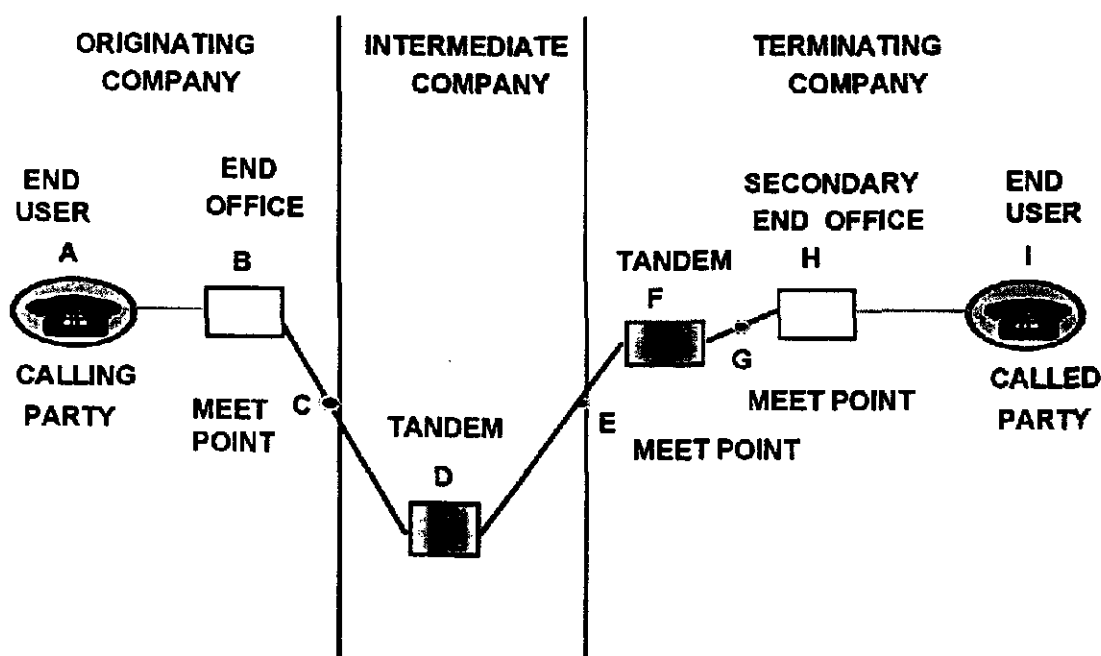 ORIGINATING
COMPANY
INTERMEDIATE
COMPANY
TERMINATING
COMPANY
END
USER
A
CALLING
PARTY
END
OFFICE
B
MEET
POINT
C
TANDEM
D
E
MEET POINT
TANDEM
F
G
MEET POINT
SECONDARY
END OFFICE
H
END
USER
I
CALLED
PARTY